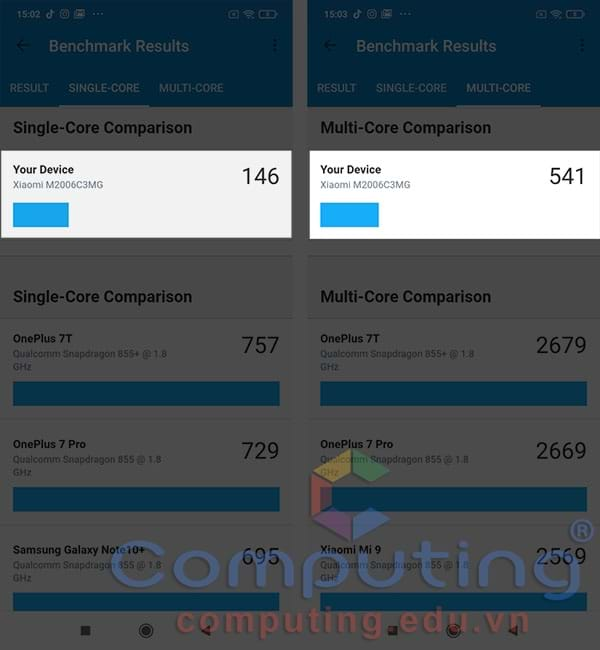 15:02
Benchmark Results
RESULT SINGLE-CORE MULTI-CORE
Single-Core Comparison
Your Device
Xiaomi M2006C3MG
146
Single-Core Comparison
OnePlus 7T
Qualcomm Snapdragon 855+ @ 1.8
GHz
757
OnePlus 7 Pro
Qualcomm Snapdragon 855 @ 1.8
GHz
729
Samsung Galaxy Note10+
Qualcomm Snapdragon 855 @ 1.8
GHz
695
15:03
Benchmark Results
RESULT SINGLE-CORE MULTI-CORE
Multi-Core Comparison
Your Device
Xiaomi M2006C3MG
541
Multi-Core Comparison
OnePlus 7T
Qualcomm Snapdragon 855+ @ 1.8
GHz
2679
OnePlus 7 Pro
Qualcomm Snapdragon 855 @ 1.8
GHz
2669
Xiaomi Mi 9
Qualcomm Snapdragon 855 @ 1.8
GHz
2569
Computing®
computing.edu.vn